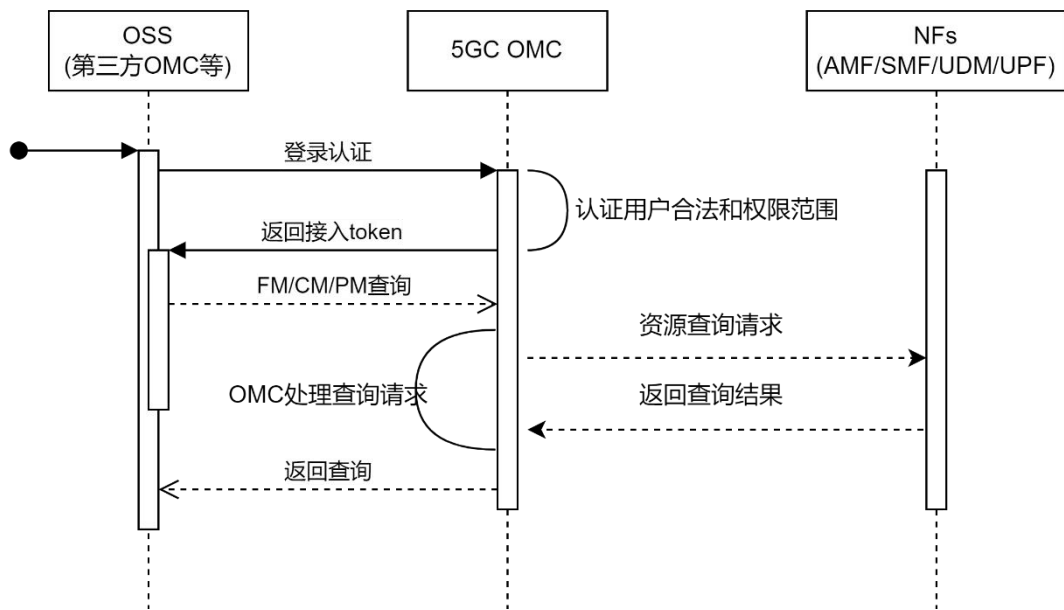 OSS
(第三方OMC等)
5GC OMC
NFs
(AMF/SMF/UDM/UPF)
登录认证
认证用户合法和权限范围
返回接入token
FM/CM/PM查询
资源查询请求
OMC处理查询请求
返回查询结果
返回查询